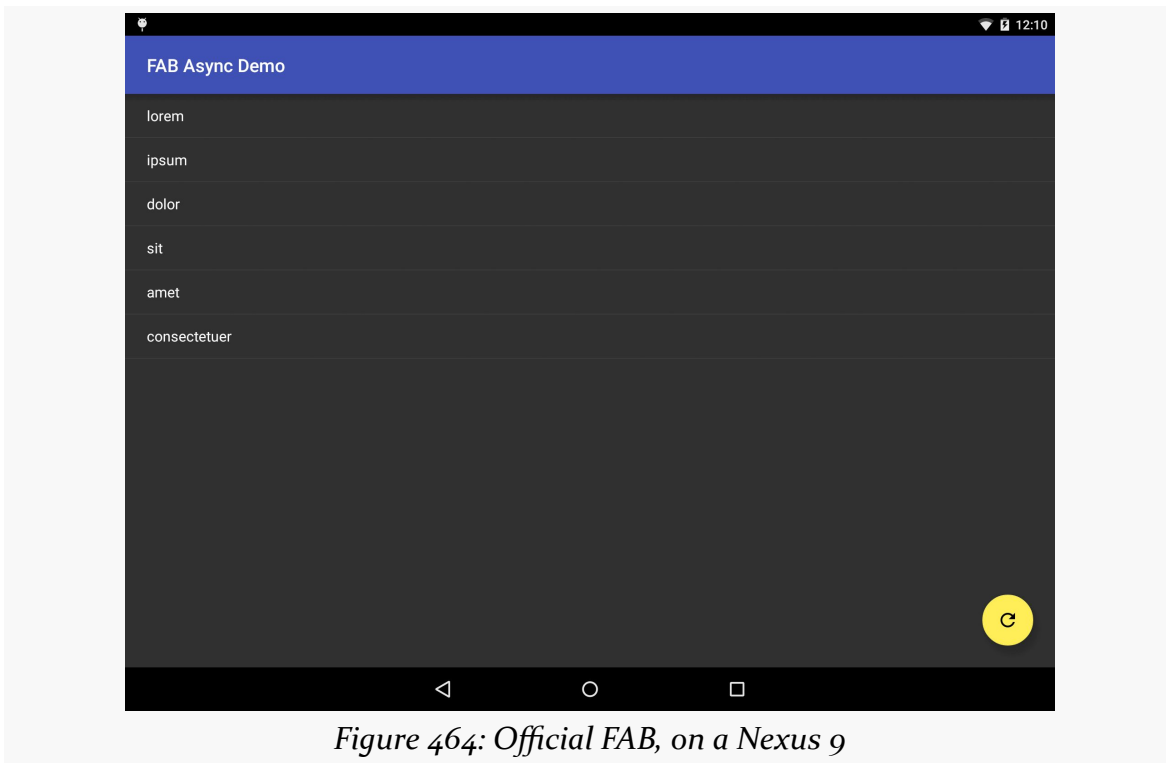 12:10
FAB Async Demo
lorem
ipsum
dolor
sit
amet
consectetuer
Figure 464: Official FAB, on a Nexus 9